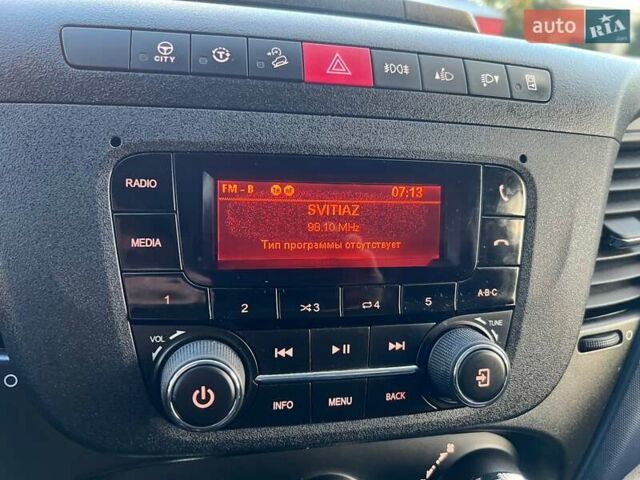 auto RIA
CITY
RADIO
MEDIA
FM - B 07:13
SVITIAZ
98.10 MHz
Тип программы отсутствует
1 2 3 4 5 A·B·C
VOL
TUNE
INFO MENU BACK